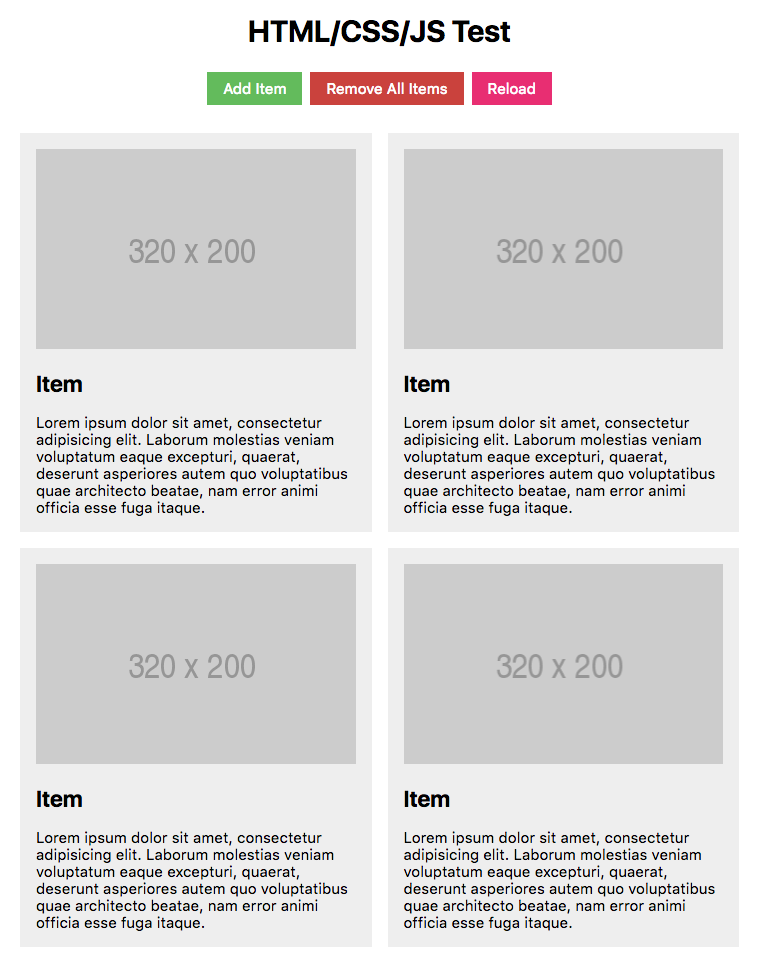 HTML/CSS/JS Test
Add Item Remove All Items Reload
320 x 200
Item
Lorem ipsum dolor sit amet, consectetur
adipisicing elit. Laborum molestias veniam
voluptatum eaque excepturi, quaerat,
deserunt asperiores autem quo voluptatibus
quae architecto beatae, nam error animi
officia esse fuga itaque.
320 x 200
Item
Lorem ipsum dolor sit amet, consectetur
adipisicing elit. Laborum molestias veniam
voluptatum eaque excepturi, quaerat,
deserunt asperiores autem quo voluptatibus
quae architecto beatae, nam error animi
officia esse fuga itaque.
320 x 200
Item
Lorem ipsum dolor sit amet, consectetur
adipisicing elit. Laborum molestias veniam
voluptatum eaque excepturi, quaerat,
deserunt asperiores autem quo voluptatibus
quae architecto beatae, nam error animi
officia esse fuga itaque.
320 x 200
Item
Lorem ipsum dolor sit amet, consectetur
adipisicing elit. Laborum molestias veniam
voluptatum eaque excepturi, quaerat,
deserunt asperiores autem quo voluptatibus
quae architecto beatae, nam error animi
officia esse fuga itaque.